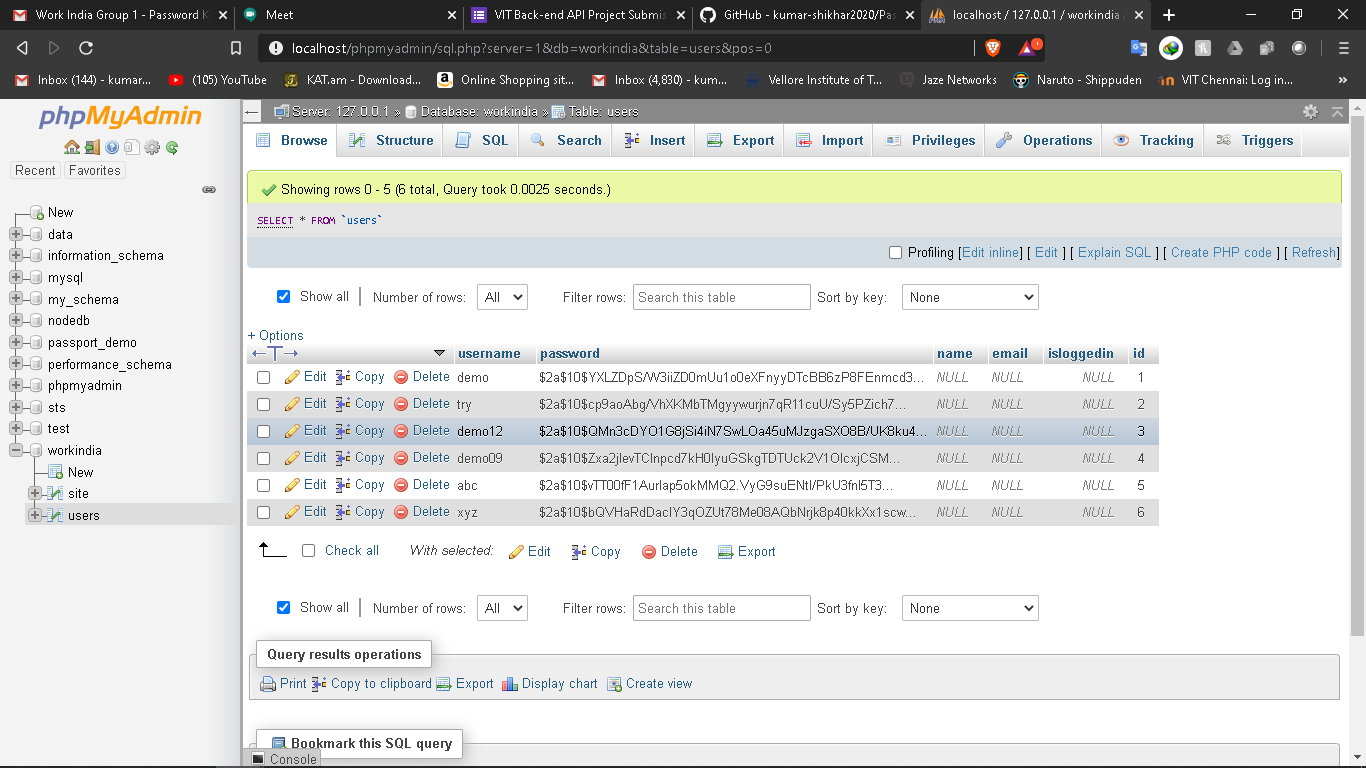 Work India Group 1 - Password K
Meet
VIT Back-end API Project Submis
GitHub - kumar-shikhar2020/Pas
localhost / 127.0.0.1 / workindia /
localhost/phpmyadmin/sql.php?server=1&db=workindia&table=users&pos=0
Inbox (144) - kumar...
(105) YouTube
KAT.am - Download...
Online Shopping sit...
Inbox (4,830) - kum...
Vellore Institute of T...
Jaze Networks
Naruto - Shippuden
VIT Chennai: Log in...
»
phpMyAdmin
Recent
Favorites
New
data
information_schema
mysql
my_schema
nodedb
passport_demo
performance_schema
phpmyadmin
sts
test
workindia
New
site
users
Server: 127.0.0.1 » Database: workindia » Table: users
Browse Structure SQL Search Insert Export Import Privileges Operations Tracking Triggers
Showing rows 0 - 5 (6 total, Query took 0.0025 seconds.)
SELECT * FROM `users`
Profiling [Edit inline] [ Edit ] [ Explain SQL ] [ Create PHP code ] [ Refresh]
Show all | Number of rows: All Filter rows: Search this table Sort by key: None
+ Options
username password name email isloggedin id
Edit Copy Delete demo $2a$10$YXLZDpS/W3iiZD0mUu1o0eXFnyyDTcBB6zP8FEnmcd3... NULL NULL NULL 1
Edit Copy Delete try $2a$10$cp9aoAbg/VhXKMbTMgyywurjn7qR11cuU/Sy5PZich7... NULL NULL NULL 2
Edit Copy Delete demo12 $2a$10$QMn3cDYO1G8jSi4iN7SwLOa45uMJzgaSXO8B/UK8ku4... NULL NULL NULL 3
Edit Copy Delete demo09 $2a$10$Zxa2jlevTClnpcd7kH0IyuGSkgTDTUck2V1OIcxjCSM... NULL NULL NULL 4
Edit Copy Delete abc $2a$10$vTT00fF1Aurlap5okMMQ2.VyG9suENtI/PkU3fnI5T3... NULL NULL NULL 5
Edit Copy Delete xyz $2a$10$bQVHaRdDacIY3qOZUt78Me08AQbNrjk8p40kkXx1scw... NULL NULL NULL 6
Check all With selected: Edit Copy Delete Export
Show all | Number of rows: All Filter rows: Search this table Sort by key: None
Query results operations
Print Copy to clipboard Export Display chart Create view
Bookmark this SQL query
Console